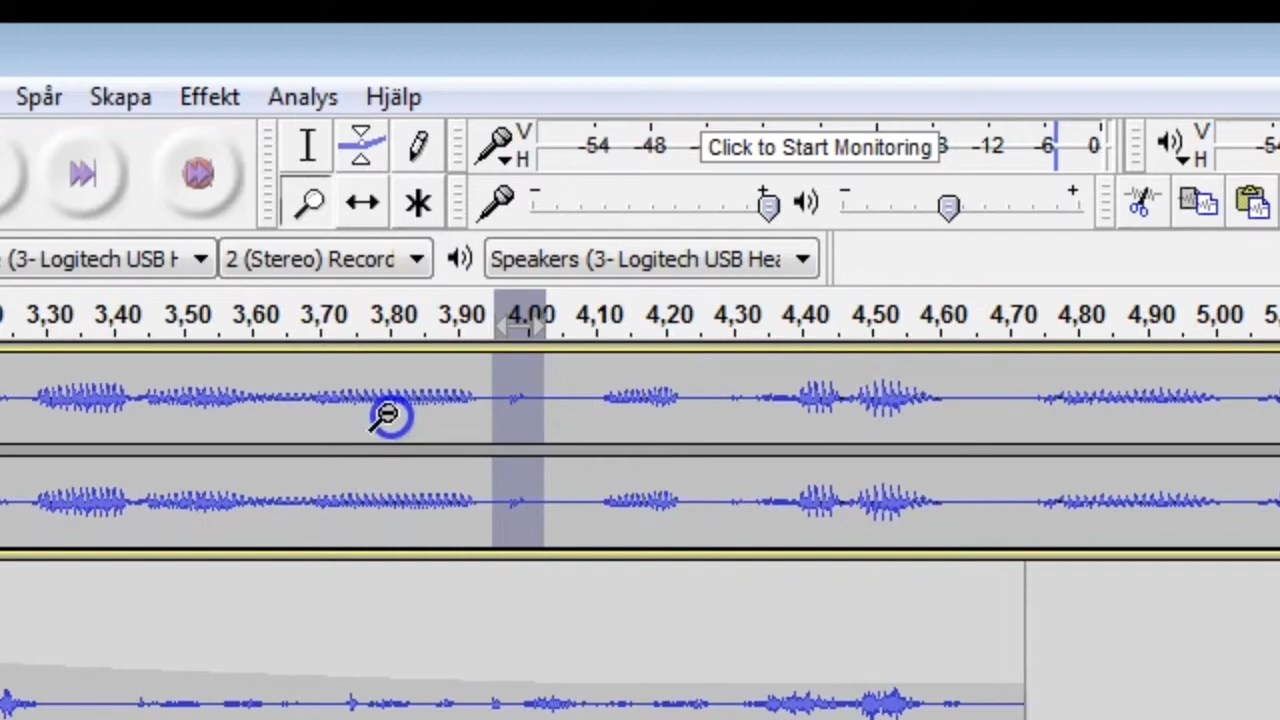 Spår Skapa Effekt Analys Hjälp
V
H
-54 -48 Click to Start Monitoring -12 -6 0
V
H
- + - +
(3- Logitech USB 2 (Stereo) Record Speakers (3- Logitech USB Hea
3,30 3,40 3,50 3,60 3,70 3,80 3,90 4,00 4,10 4,20 4,30 4,40 4,50 4,60 4,70 4,80 4,90 5,00